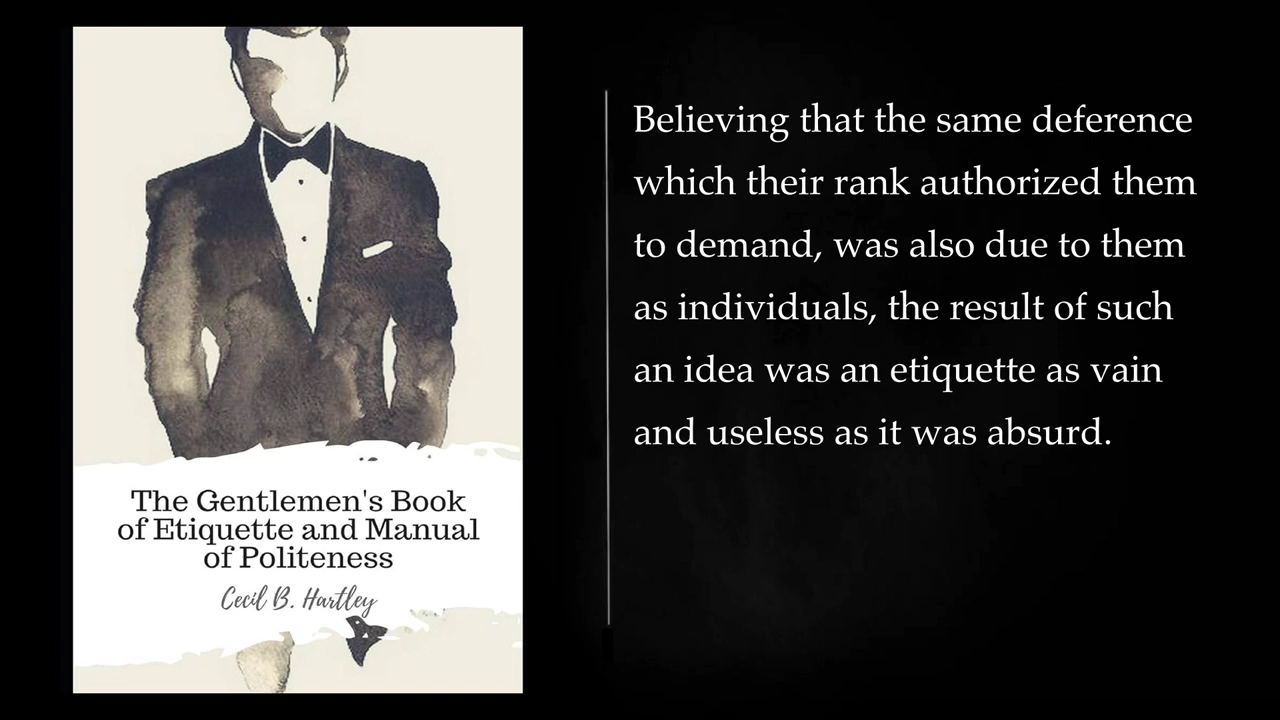 The Gentlemen's Book
of Etiquette and Manual
of Politeness
Cecil B. Hartley
Believing that the same deference
which their rank authorized them
to demand, was also due to them
as individuals, the result of such
an idea was an etiquette as vain
and useless as it was absurd.